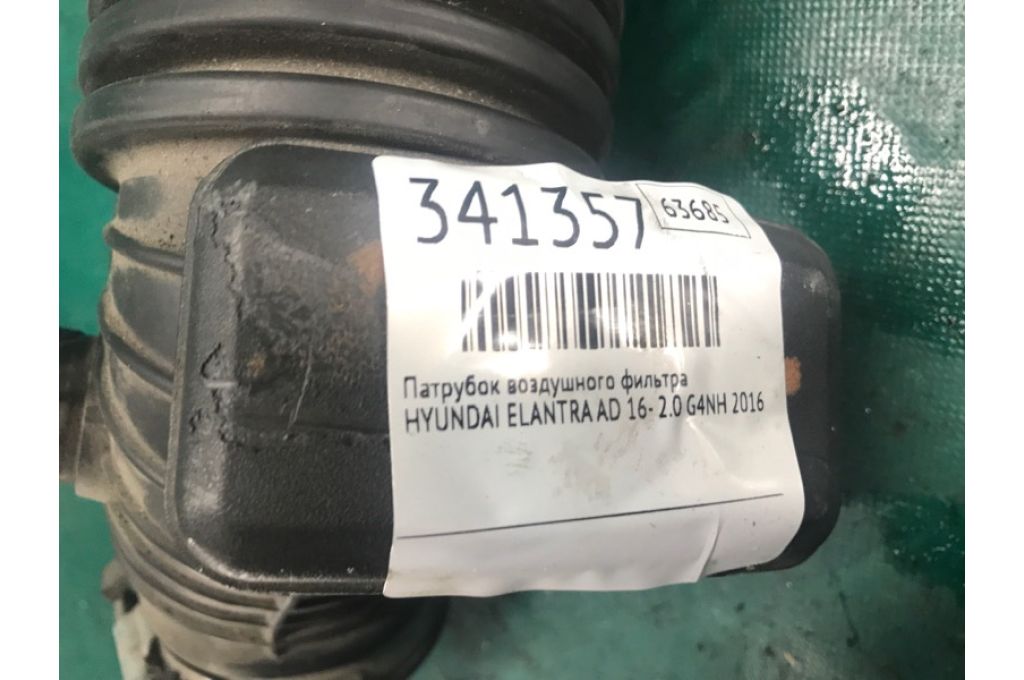 341357 63685
Патрубок воздушного фильтра
HYUNDAI ELANTRA AD 16- 2.0 G4NH 2016